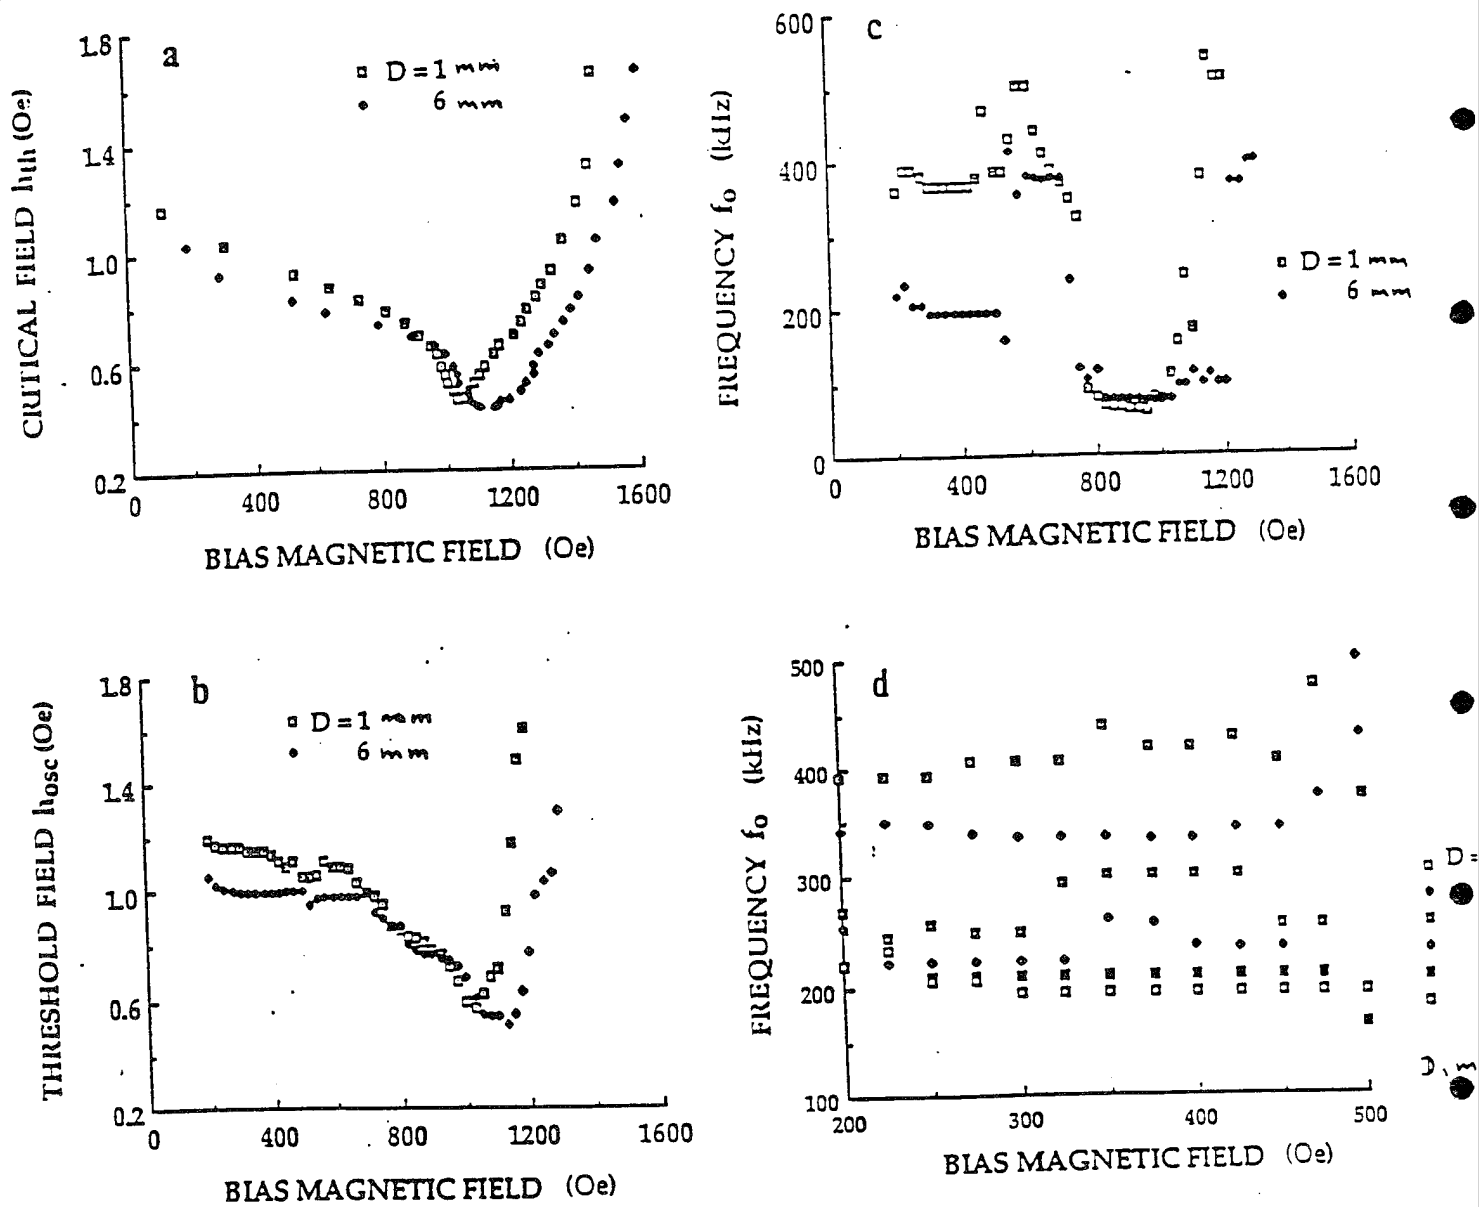 a
D = 1 mm
6 mm
CRITICAL FIELD hth (Oe)
1.8
1.4
1.0
0.6
0.2
0
400
800
1200
1600
BIAS MAGNETIC FIELD (Oe)
c
D = 1 mm
6 mm
FREQUENCY fo (kHz)
600
400
200
0
0
400
800
1200
1600
BIAS MAGNETIC FIELD (Oe)
b
D = 1 mm
6 mm
THRESHOLD FIELD hosc (Oe)
1.8
1.4
1.0
0.6
0.2
0
400
800
1200
1600
BIAS MAGNETIC FIELD (Oe)
d
FREQUENCY fo (kHz)
500
400
300
200
100
200
300
400
500
BIAS MAGNETIC FIELD (Oe)
D =